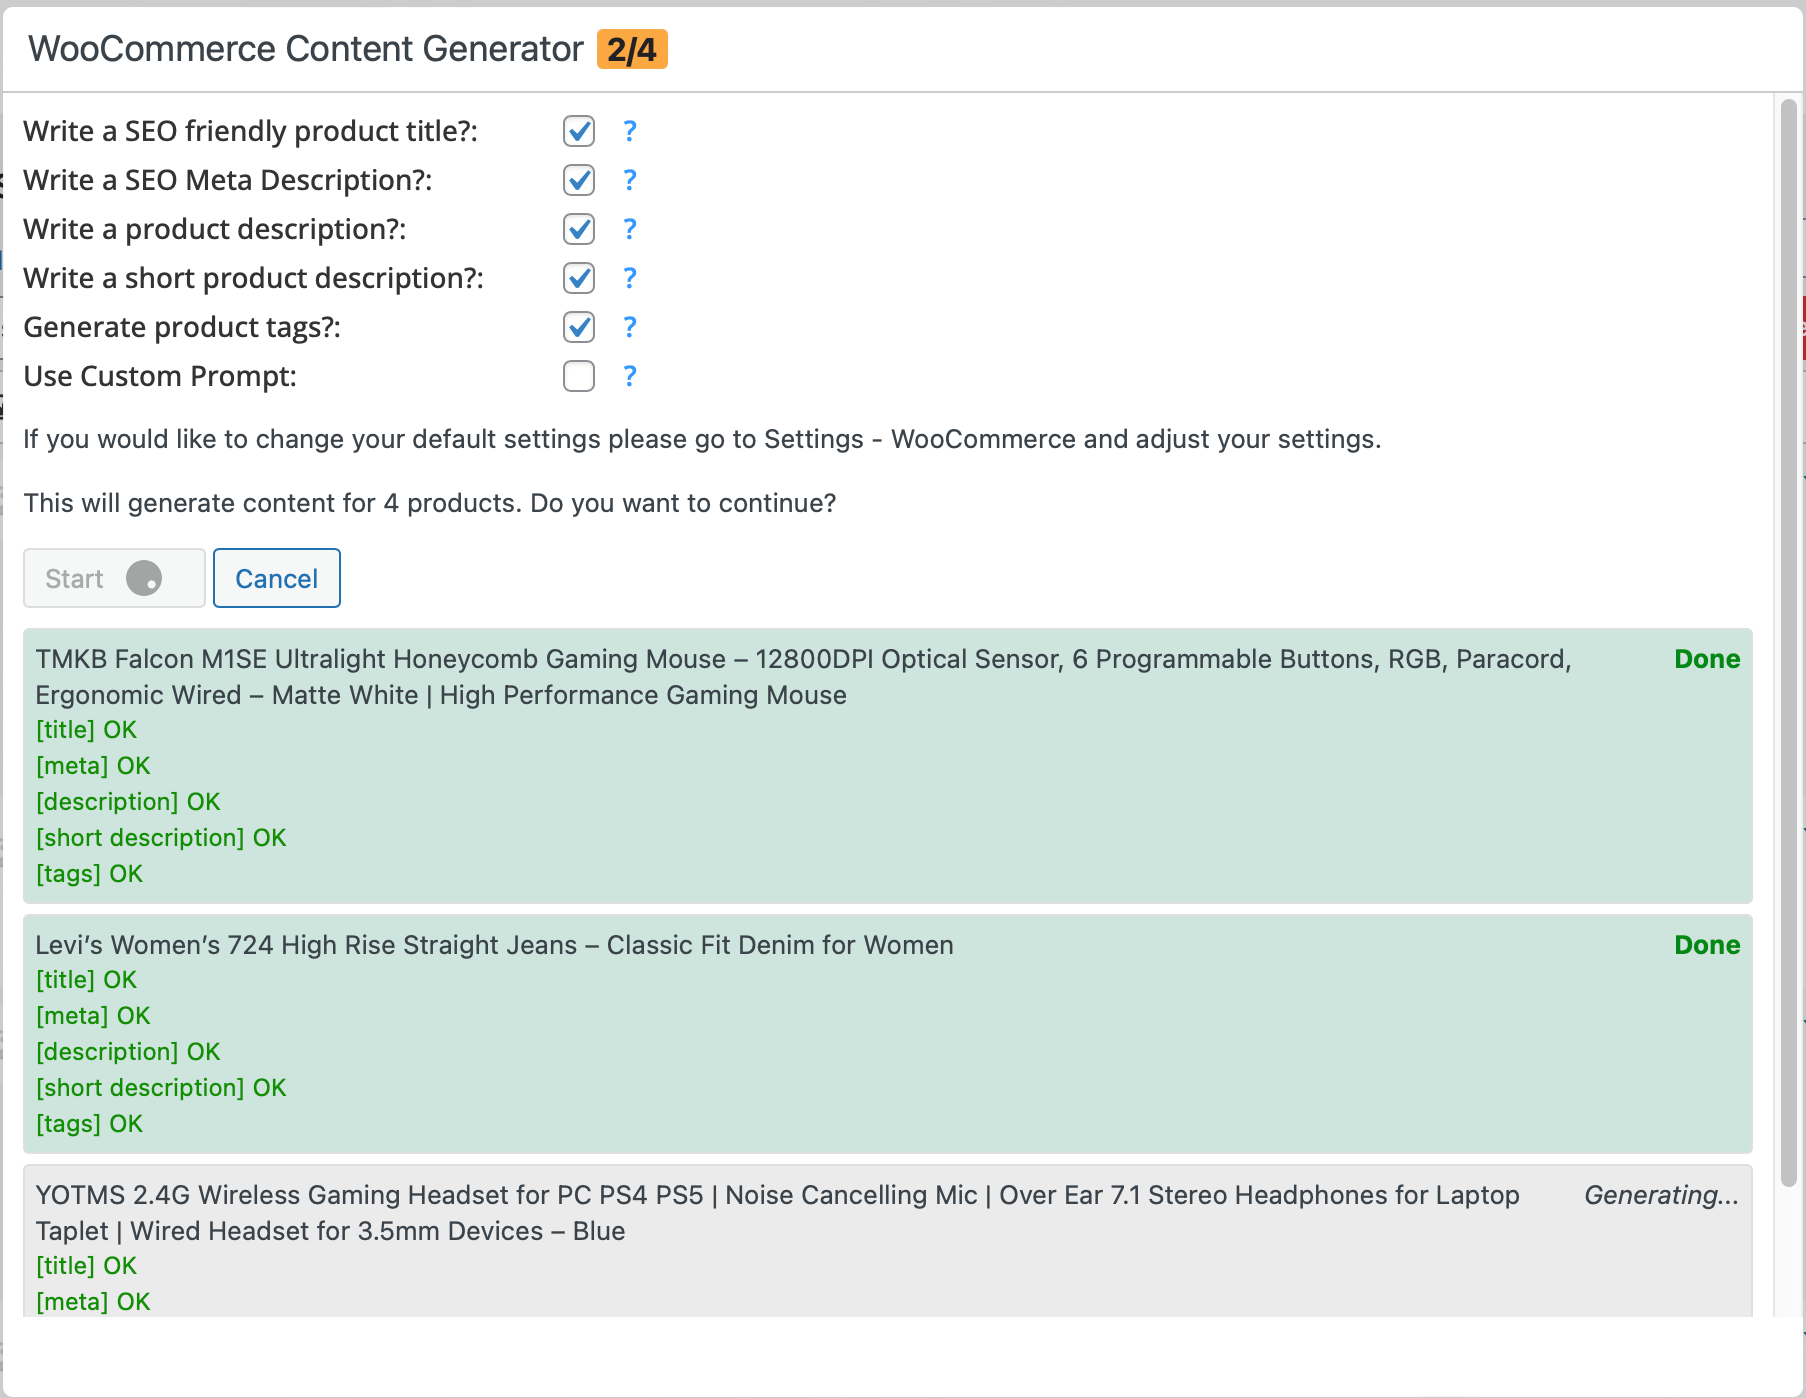 WooCommerce Content Generator 2/4
Write a SEO friendly product title?: ?
Write a SEO Meta Description?: ?
Write a product description?: ?
Write a short product description?: ?
Generate product tags?: ?
Use Custom Prompt: ?
If you would like to change your default settings please go to Settings - WooCommerce and adjust your settings.
This will generate content for 4 products. Do you want to continue?
Start Cancel
TMKB Falcon M1SE Ultralight Honeycomb Gaming Mouse – 12800DPI Optical Sensor, 6 Programmable Buttons, RGB, Paracord, Done
Ergonomic Wired – Matte White | High Performance Gaming Mouse
[title] OK
[meta] OK
[description] OK
[short description] OK
[tags] OK
Levi’s Women’s 724 High Rise Straight Jeans – Classic Fit Denim for Women Done
[title] OK
[meta] OK
[description] OK
[short description] OK
[tags] OK
YOTMS 2.4G Wireless Gaming Headset for PC PS4 PS5 | Noise Cancelling Mic | Over Ear 7.1 Stereo Headphones for Laptop Generating...
Taplet | Wired Headset for 3.5mm Devices – Blue
[title] OK
[meta] OK